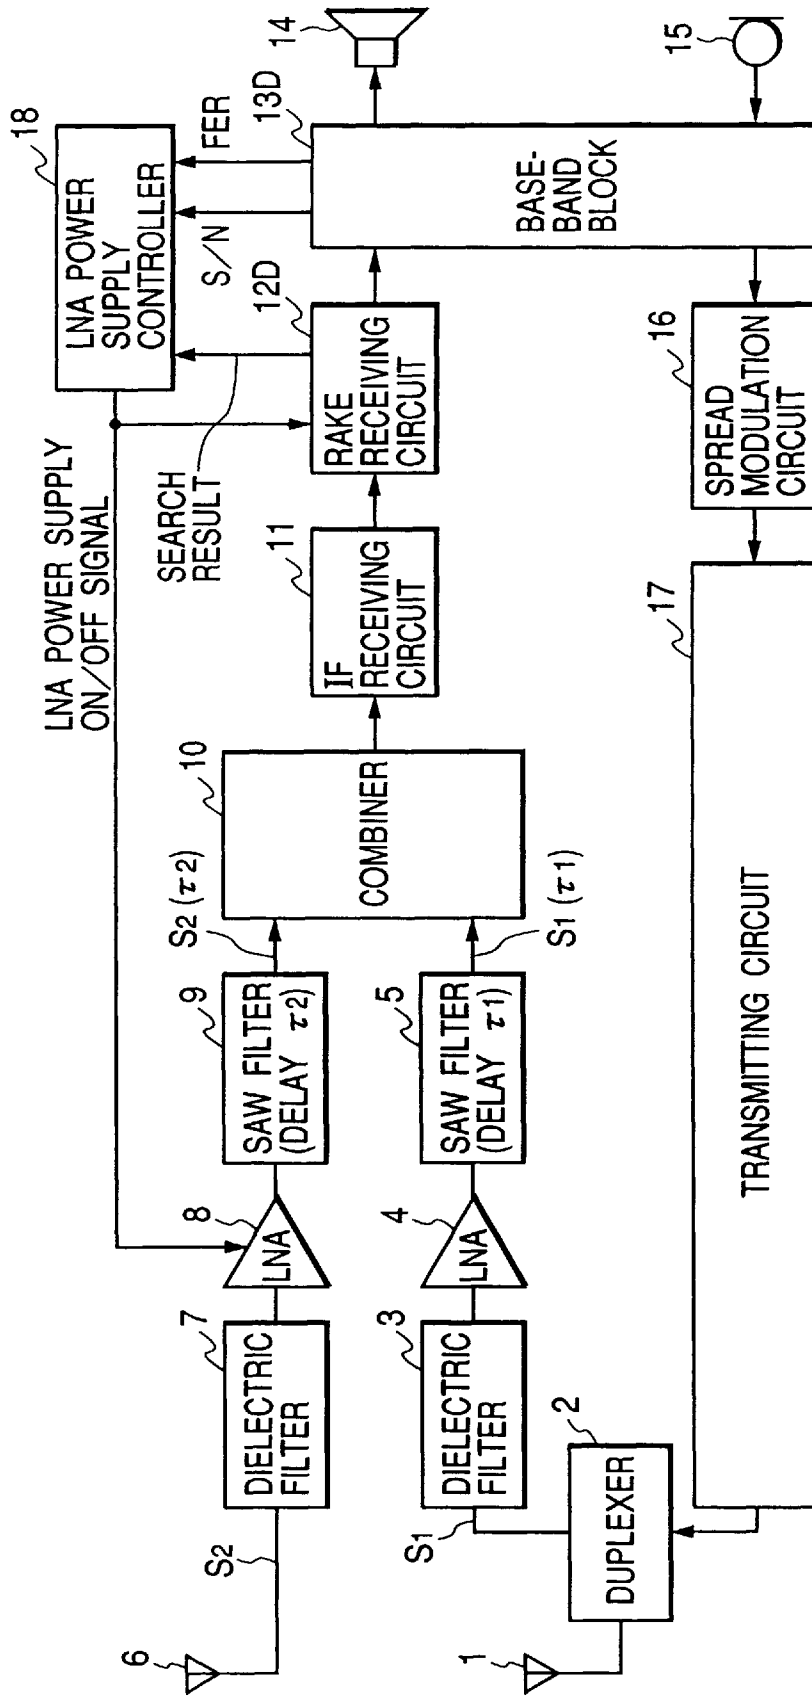 LNA POWER SUPPLY
ON/OFF SIGNAL
18
LNA POWER
SUPPLY
CONTROLLER
SEARCH
RESULT
S/N
FER
14
6
S2
7
DIELECTRIC
FILTER
8
LNA
9
SAW FILTER
(DELAY τ2)
S2 (τ2)
10
COMBINER
11
IF
RECEIVING
CIRCUIT
12D
RAKE
RECEIVING
CIRCUIT
13D
BASE-
BAND
BLOCK
1
2
DUPLEXER
S1
3
DIELECTRIC
FILTER
4
LNA
5
SAW FILTER
(DELAY τ1)
S1 (τ1)
15
16
SPREAD
MODULATION
CIRCUIT
17
TRANSMITTING CIRCUIT